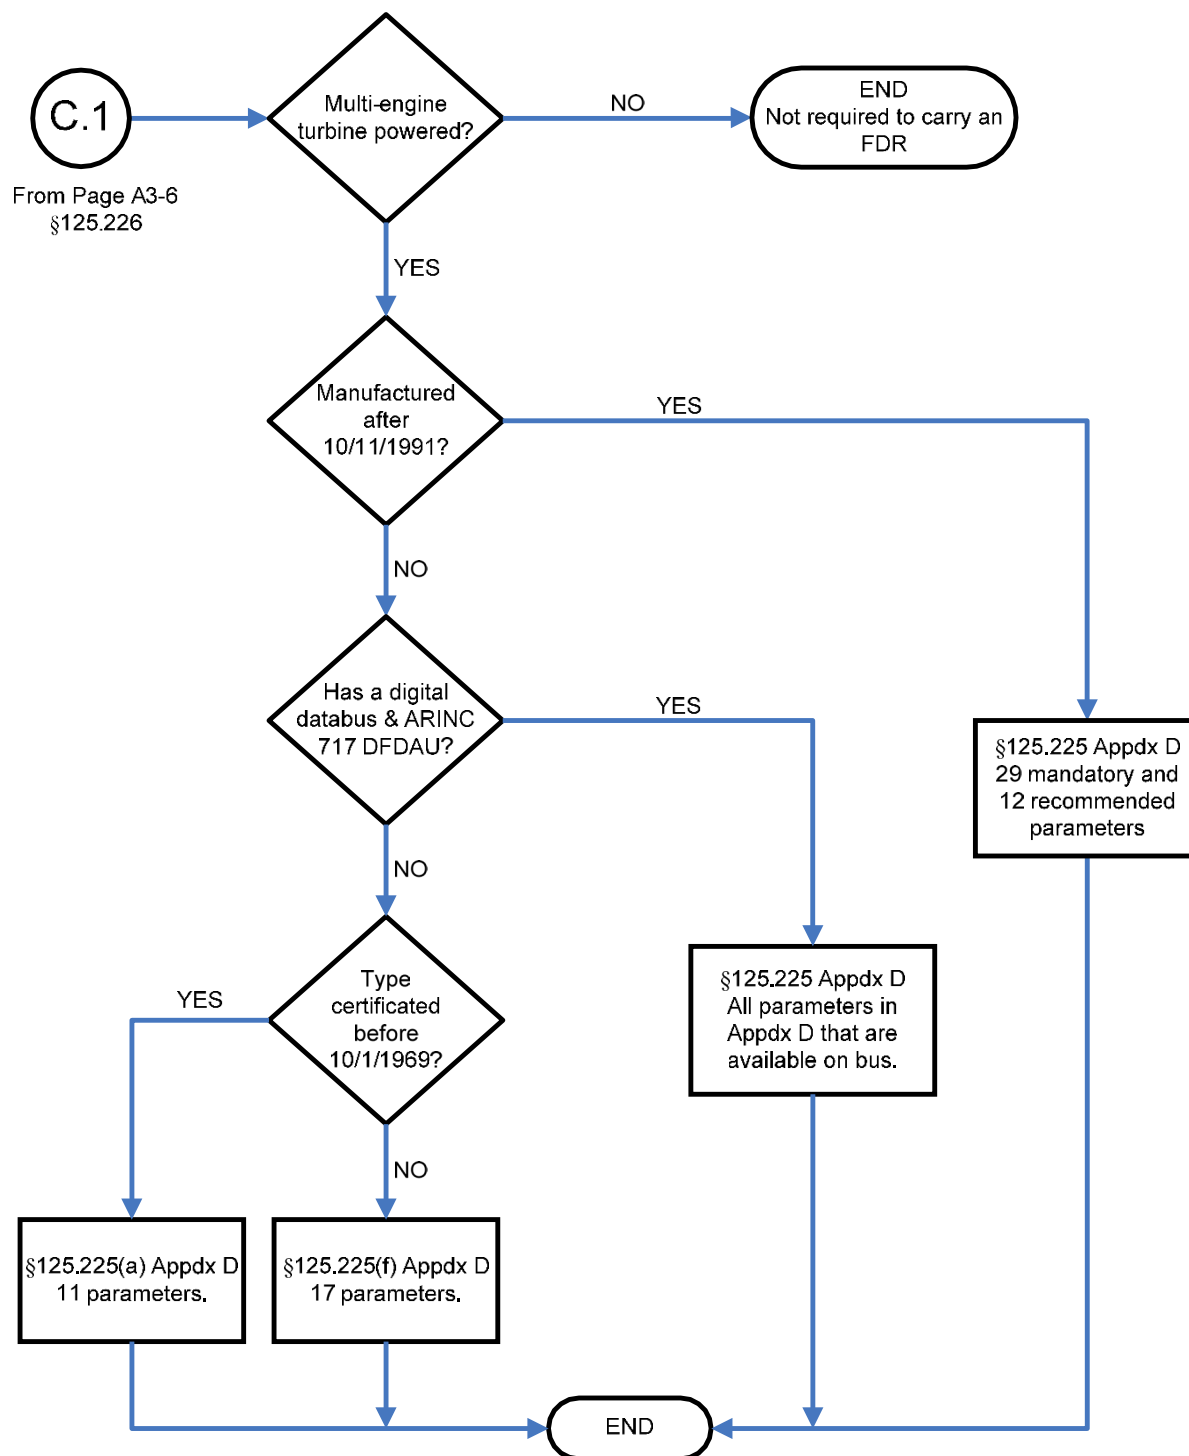 C.1
From Page A3-6
§125.226
Multi-engine
turbine powered?
NO
END
Not required to carry an
FDR
YES
Manufactured
after
10/11/1991?
YES
NO
Has a digital
databus & ARINC
717 DFDAU?
YES
§125.225 Appdx D
29 mandatory and
12 recommended
parameters
NO
Type
certificated
before
10/1/1969?
YES
§125.225 Appdx D
All parameters in
Appdx D that are
available on bus.
NO
§125.225(a) Appdx D
11 parameters.
§125.225(f) Appdx D
17 parameters.
END